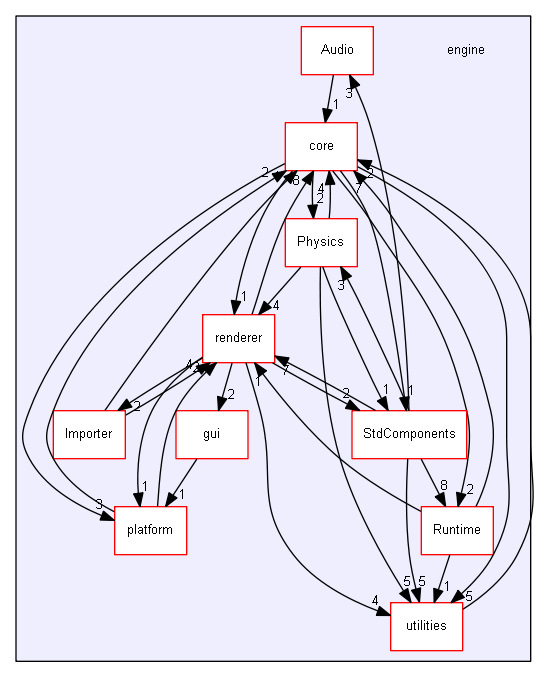 Audio
engine
3
1
core
2
8
4
2
7
2
Physics
3
1
4
renderer
4
2
1
7
2
2
1
1
Importer
gui
StdComponents
1
1
8
2
3
platform
Runtime
5
5
1
5
4
utilities